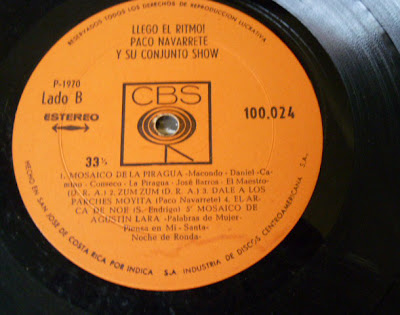 RESERVADOS TODOS LOS DERECHOS DE REPRODUCCION LUCRATIVA
LLEGO EL RITMO!
PACO NAVARRETE
Y SU CONJUNTO SHOW
P-1970
Lado B
ESTEREO
CBS
100.024
33⅓
1. MOSAICO DE LA PIRAGUA -Macondo- Daniel -Ca-
mino- Conseco - La Piragua - José Barros - El Maestro-
(D. R. A.) 2. ZUM ZUM (D. R. A.) 3. DALE A LOS
PARCHES MOYITA (Paco Navarrete) 4. EL AR-
CA DE NOE (S. Endrigo) 5º MOSAICO DE
AGUSTIN LARA -Palabras de Mujer-
Piensa en Mi - Santa-
Noche de Ronda-
HECHO EN SAN JOSE DE COSTA RICA POR INDICA S.A INDUSTRIA DE DISCOS CENTROAMERICANA S.A.